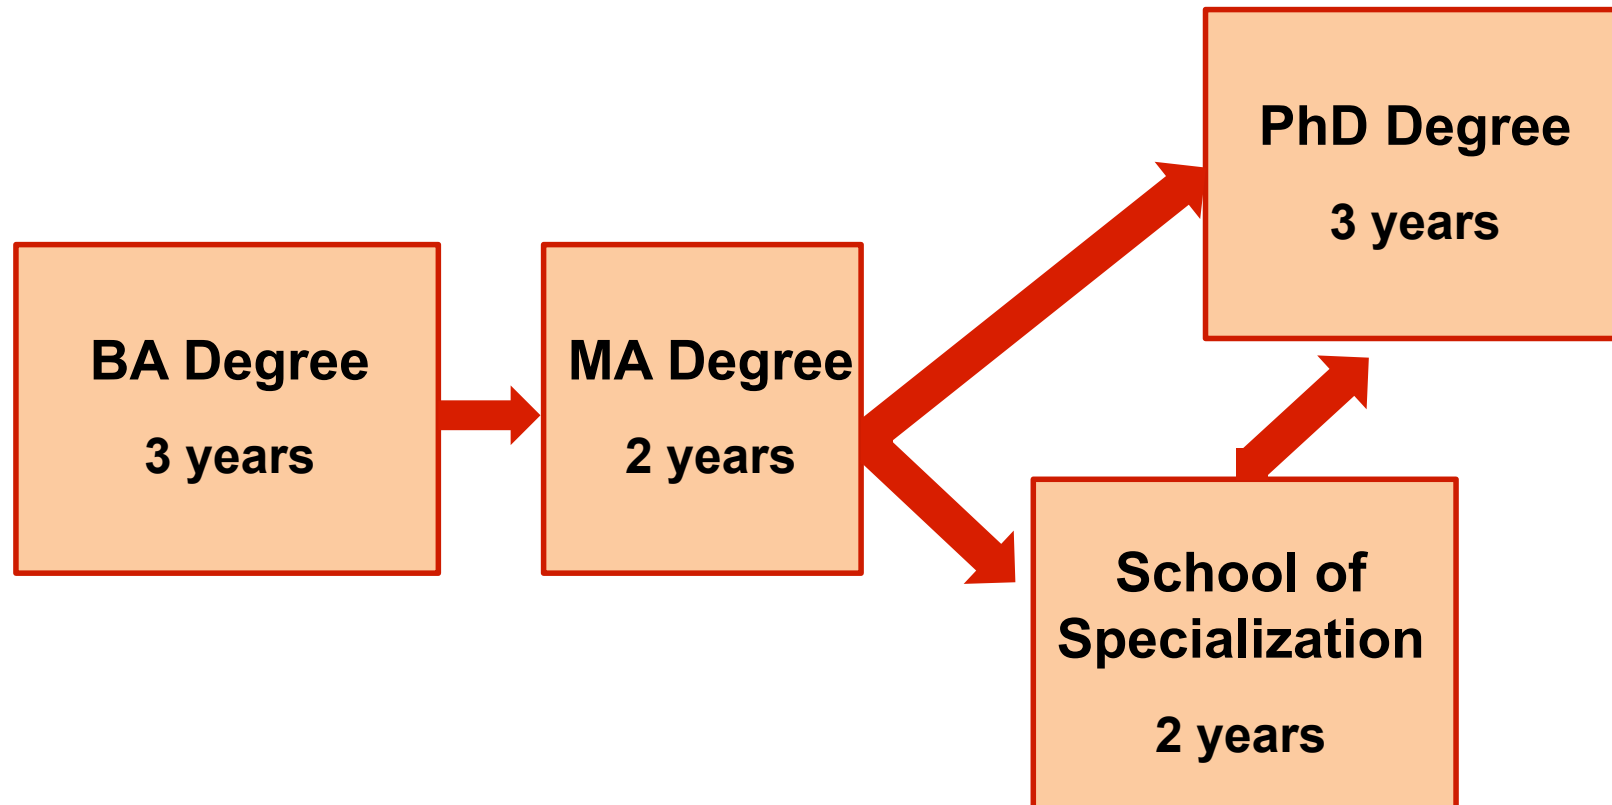 BA Degree
3 years
MA Degree
2 years
PhD Degree
3 years
School of
Specialization
2 years